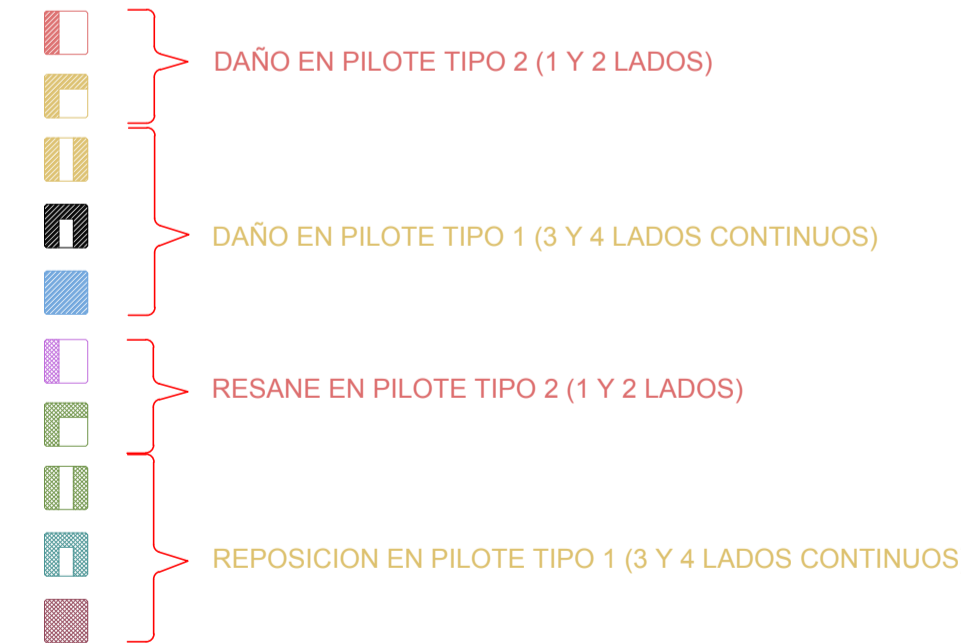 DAÑO EN PILOTE TIPO 2 (1 Y 2 LADOS)
DAÑO EN PILOTE TIPO 1 (3 Y 4 LADOS CONTINUOS)
RESANE EN PILOTE TIPO 2 (1 Y 2 LADOS)
REPOSICION EN PILOTE TIPO 1 (3 Y 4 LADOS CONTINUOS